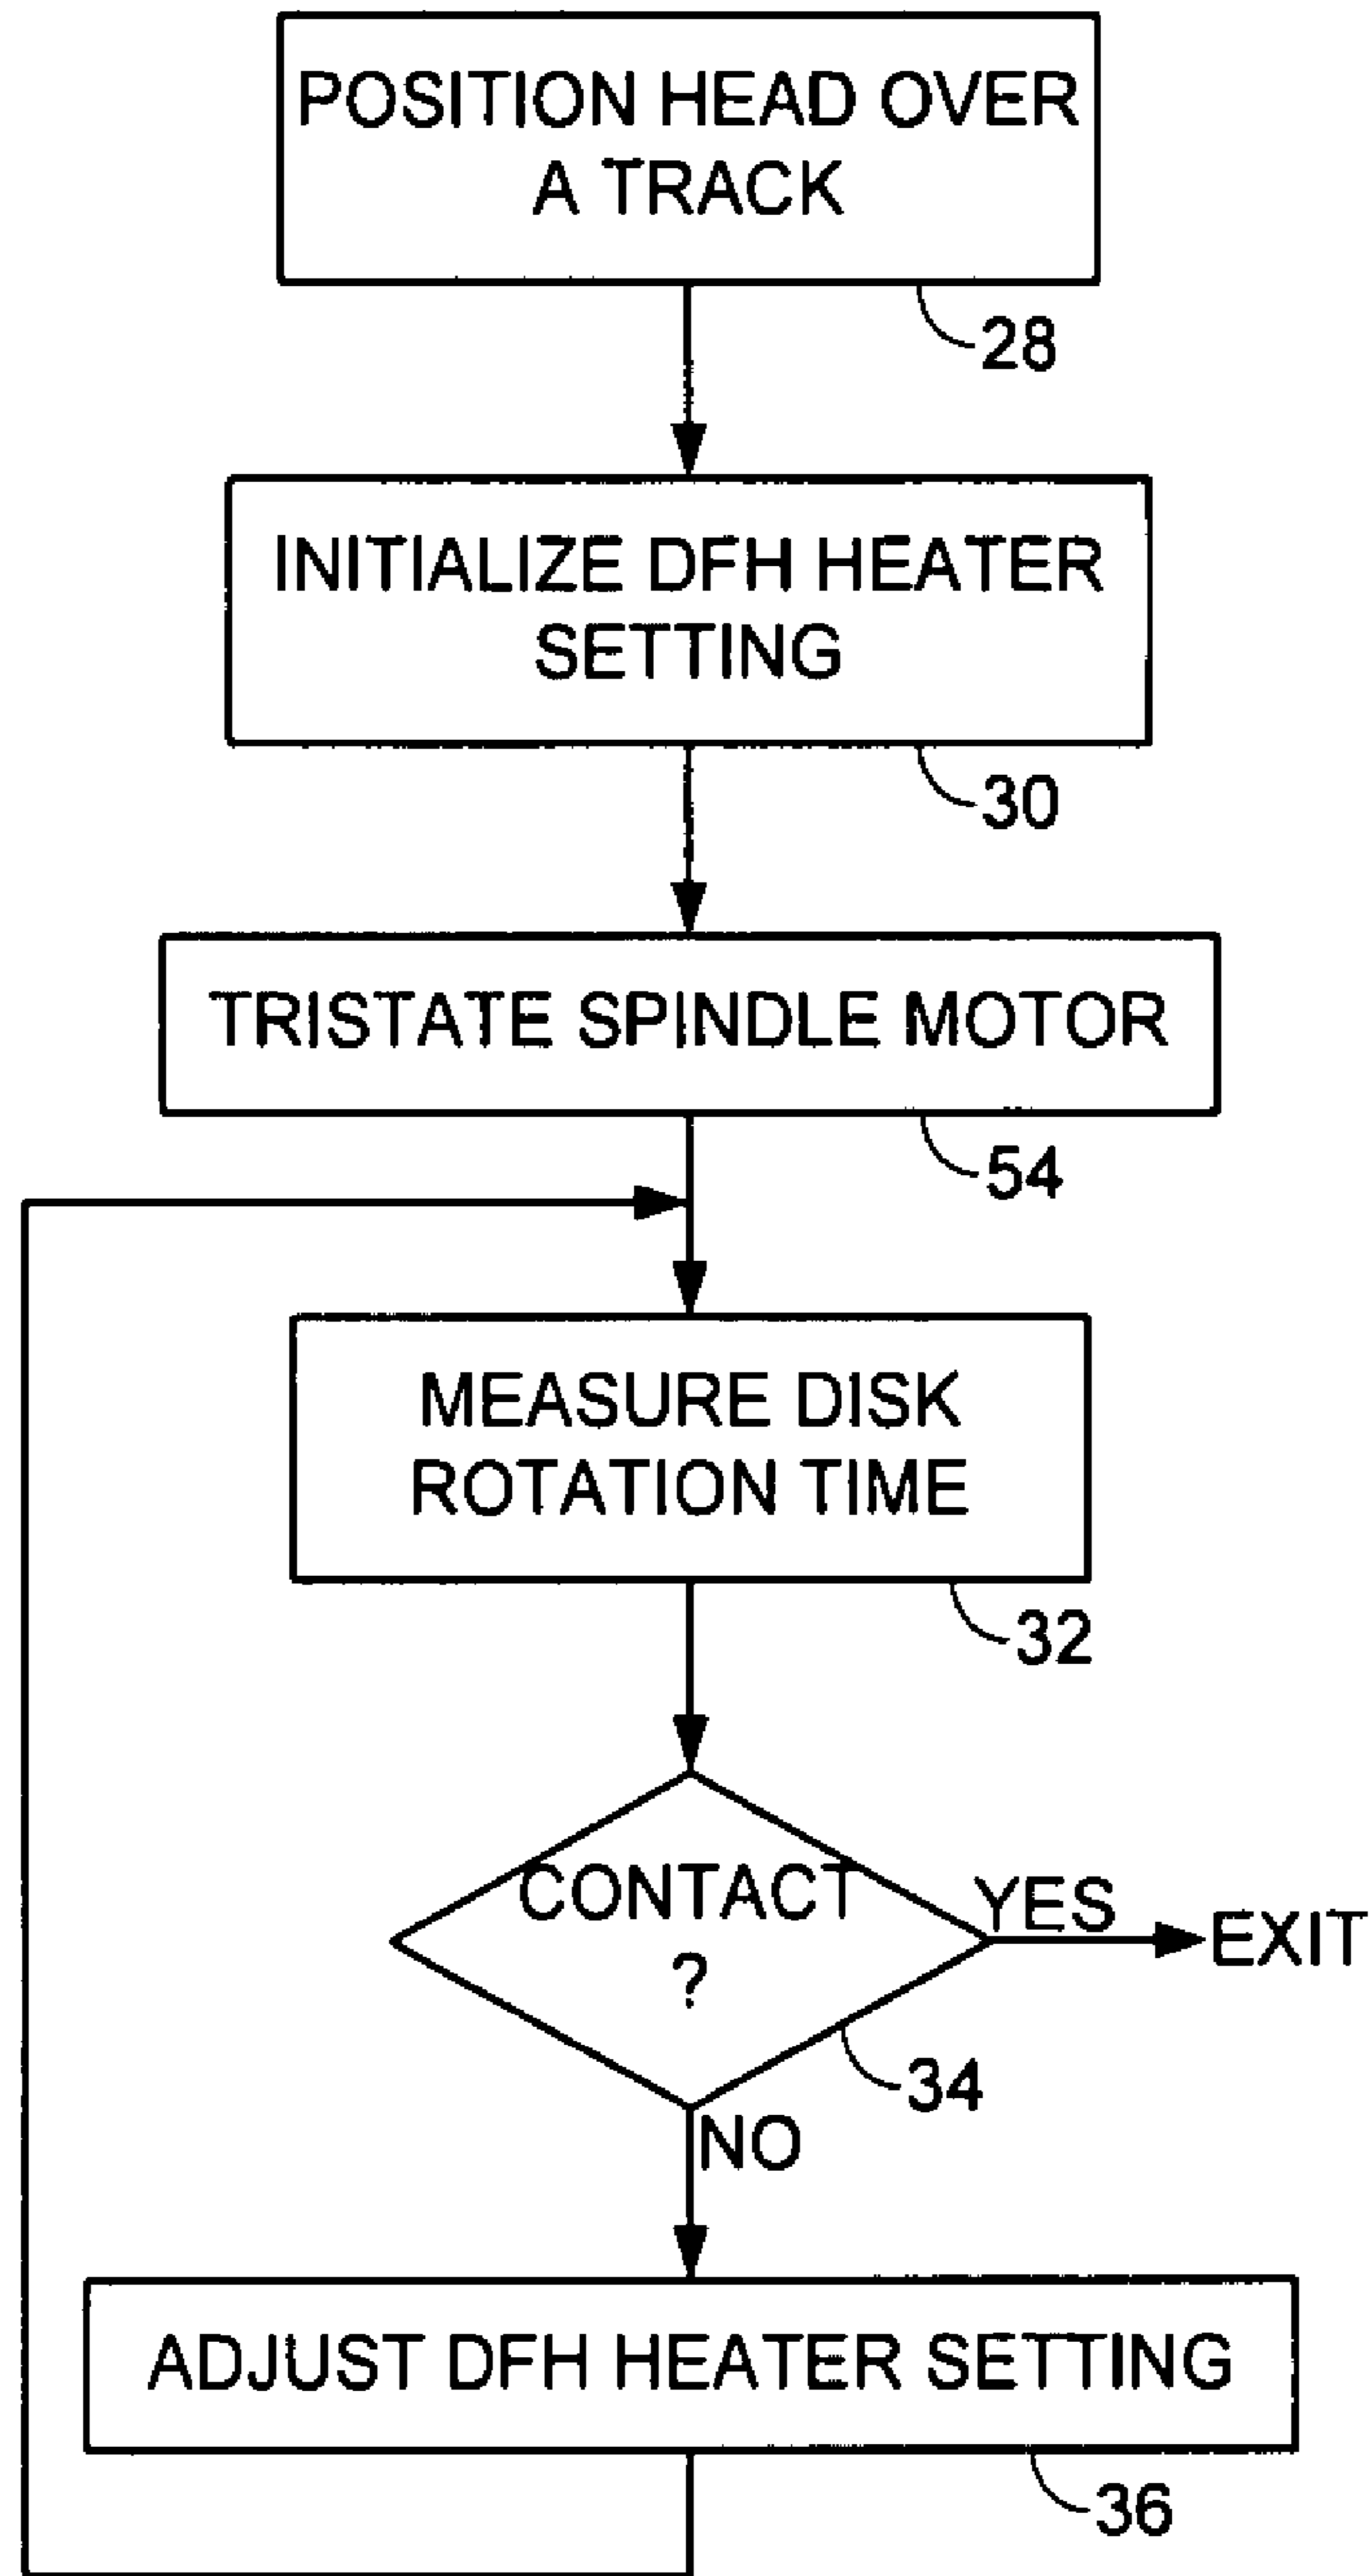 POSITION HEAD OVER
A TRACK
28
INITIALIZE DFH HEATER
SETTING
30
TRISTATE SPINDLE MOTOR
54
MEASURE DISK
ROTATION TIME
32
CONTACT
?
YES
EXIT
34
NO
ADJUST DFH HEATER SETTING
36